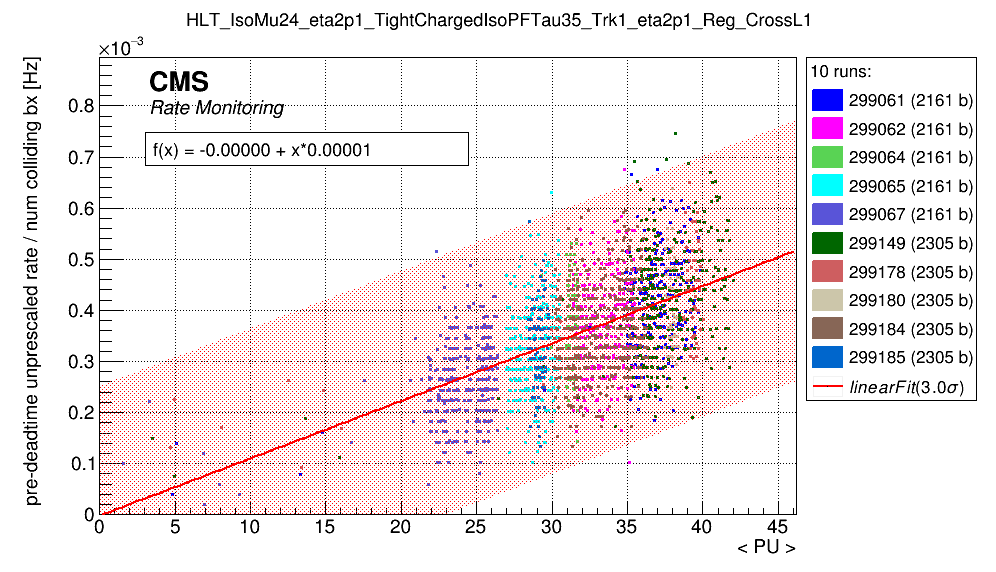 HLT_IsoMu24_eta2p1_TightChargedIsoPFTau35_Trk1_eta2p1_Reg_CrossL1
×10⁻³
pre-deadtime unprescaled rate / num colliding bx [Hz]
CMS
Rate Monitoring
f(x) = -0.00000 + x*0.00001
0.8
0.7
0.6
0.5
0.4
0.3
0.2
0.1
0
0 5 10 15 20 25 30 35 40 45
< PU >
10 runs:
299061 (2161 b)
299062 (2161 b)
299064 (2161 b)
299065 (2161 b)
299067 (2161 b)
299149 (2305 b)
299178 (2305 b)
299180 (2305 b)
299184 (2305 b)
299185 (2305 b)
linearFit(3.0σ)